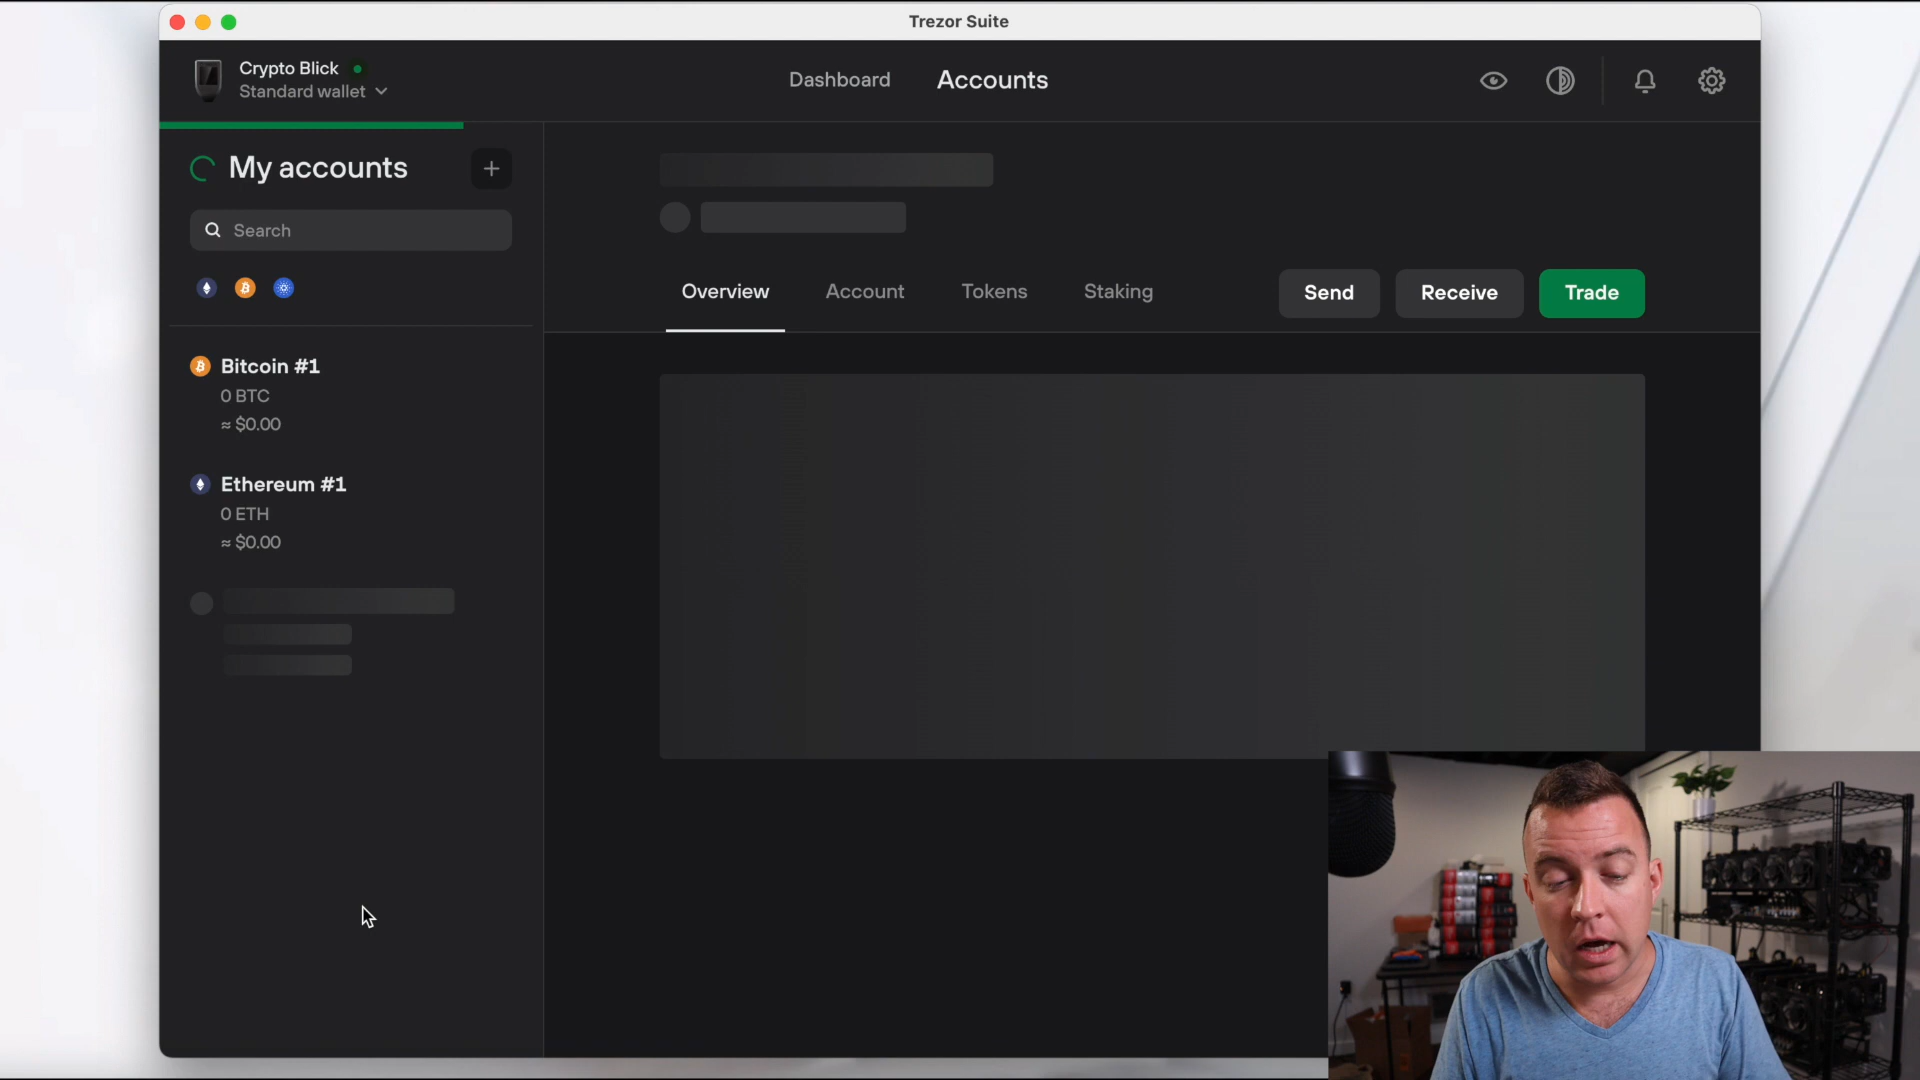 Trezor Suite
Crypto Blick
Standard wallet
Dashboard
Accounts
My accounts
Search
Overview
Account
Tokens
Staking
Send
Receive
Trade
Bitcoin #1
0 BTC
≈ $0.00
Ethereum #1
0 ETH
≈ $0.00